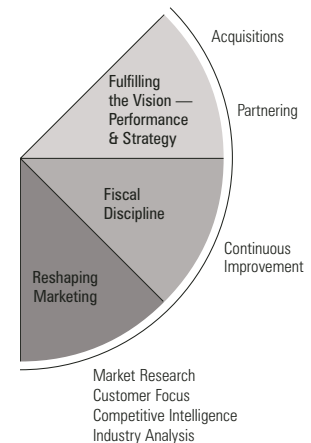 Acquisitions
Fulfilling
the Vision —
Performance
& Strategy
Partnering
Fiscal
Discipline
Continuous
Improvement
Reshaping
Marketing
Market Research
Customer Focus
Competitive Intelligence
Industry Analysis